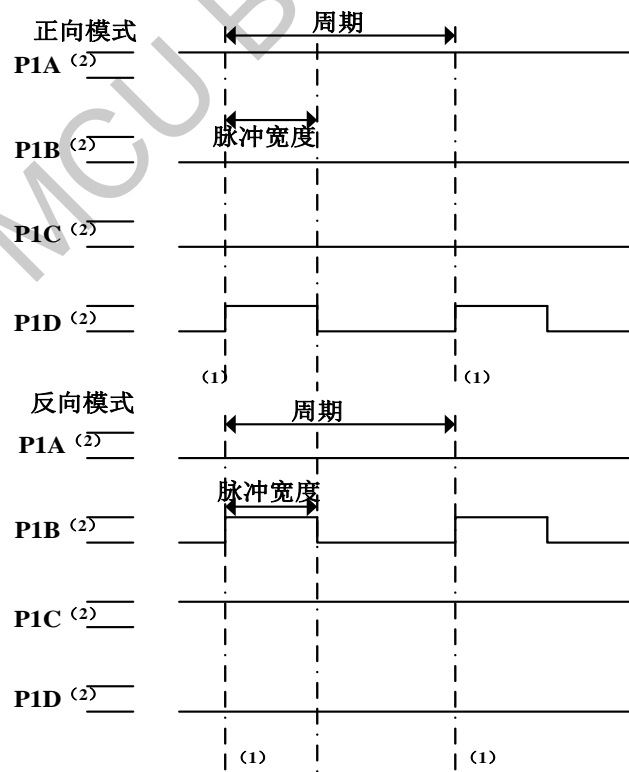 正向模式
周期
P1A（2）
脉冲宽度
P1B（2）
P1C（2）
P1D（2）
（1）
（1）
反向模式
周期
P1A（2）
脉冲宽度
P1B（2）
P1C（2）
P1D（2）
（1）
（1）
MCU B